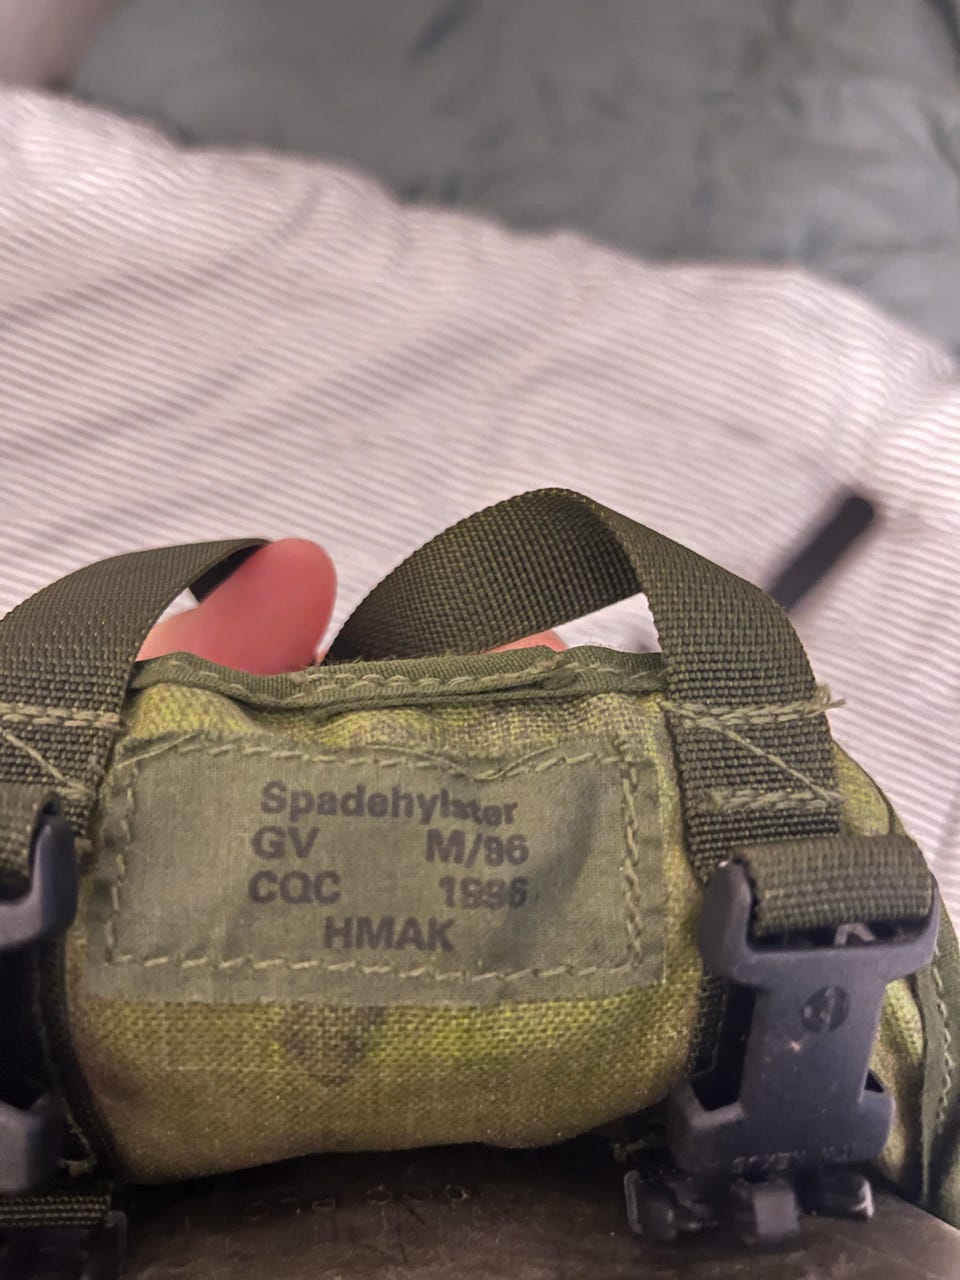 Spadehylster
GV M/96
CQC 1996
HMAK